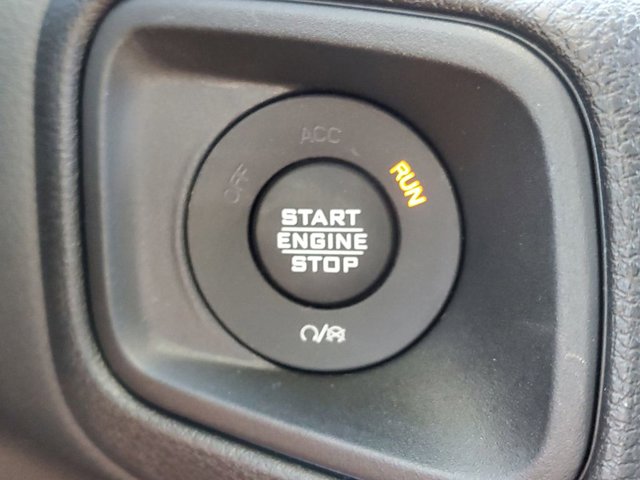 ACC
OFF
RUN
START
ENGINE
STOP